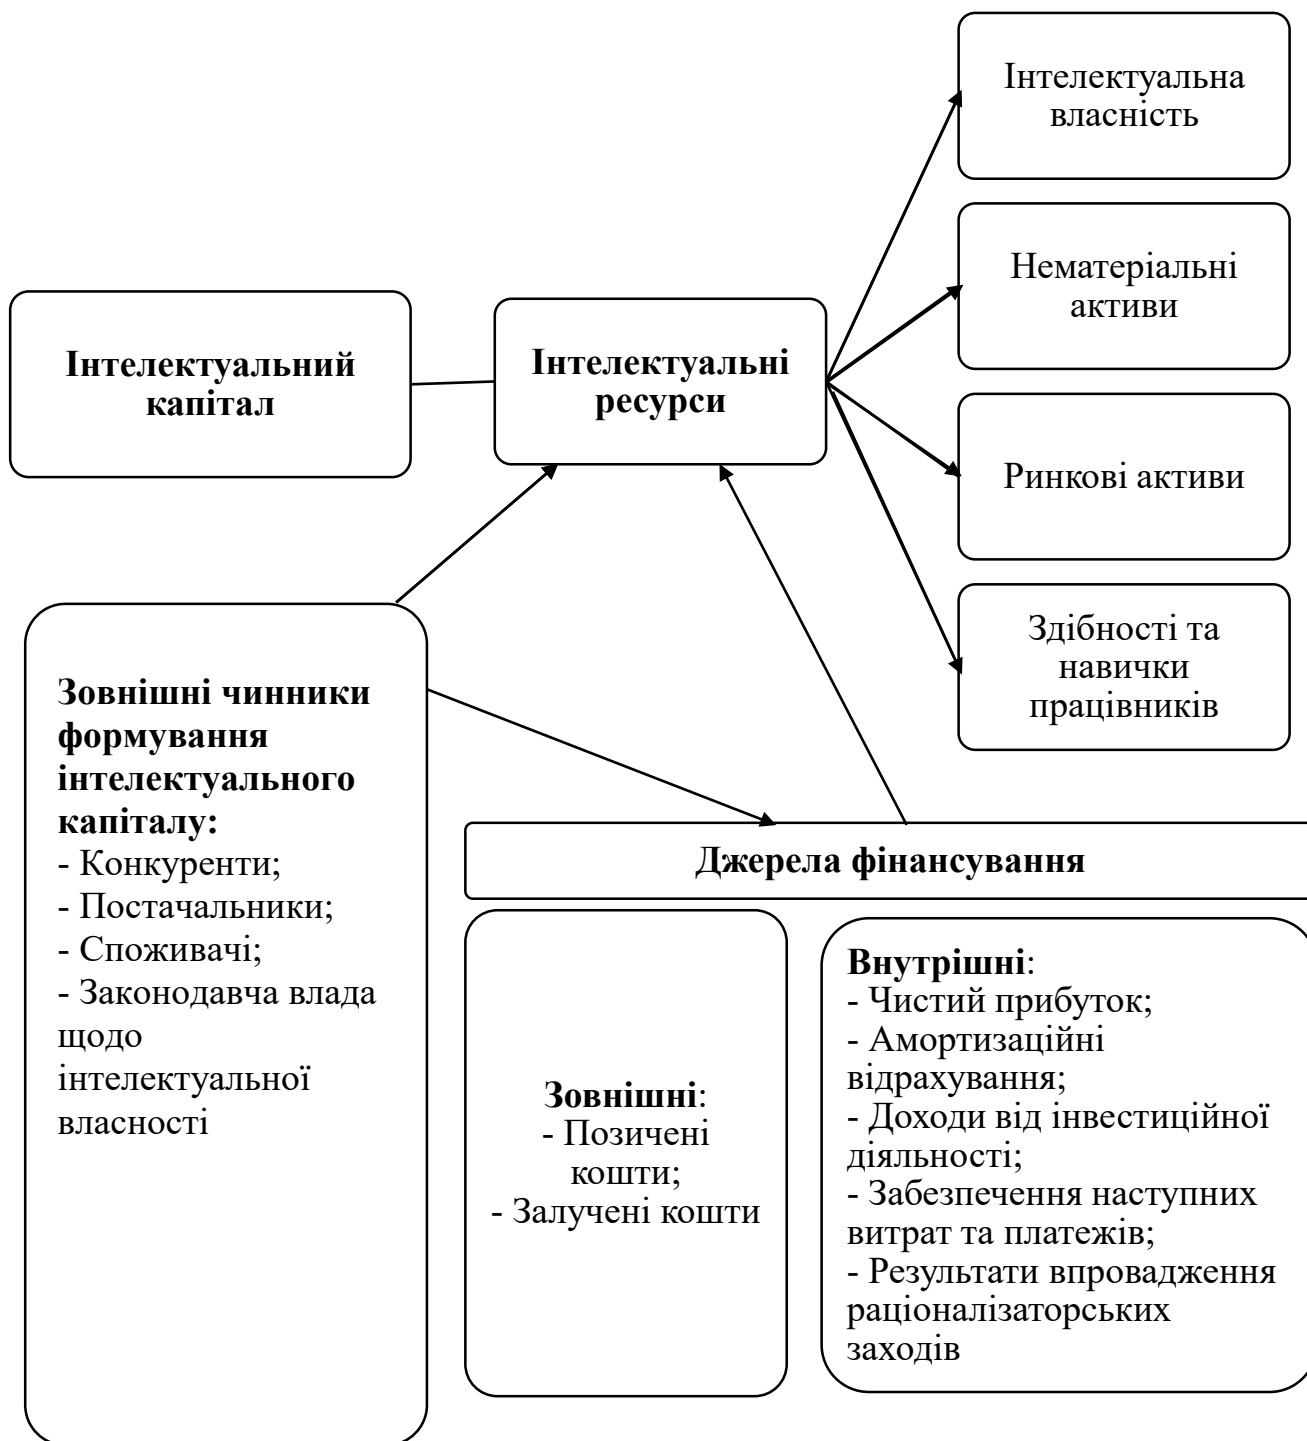 Інтелектуальна
власність
Нематеріальні
активи
Інтелектуальний
капітал
Інтелектуальні
ресурси
Ринкові активи
Здібності та
навички
працівників
Зовнішні чинники
формування
інтелектуального
капіталу:
- Конкуренти;
- Постачальники;
- Споживачі;
- Законодавча влада
щодо
інтелектуальної
власності
Джерела фінансування
Зовнішні:
- Позичені
кошти;
- Залучені кошти
Внутрішні:
- Чистий прибуток;
- Амортизаційні
відрахування;
- Доходи від інвестиційної
діяльності;
- Забезпечення наступних
витрат та платежів;
- Результати впровадження
раціоналізаторських
заходів